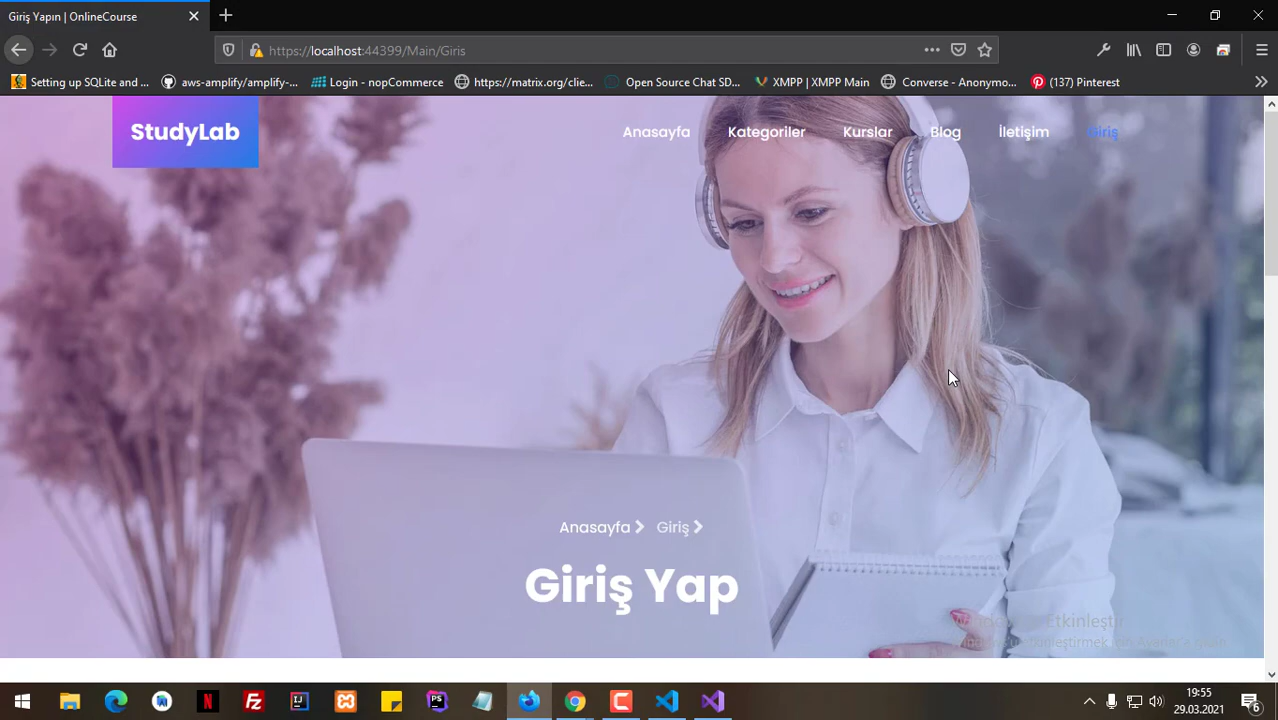 Giriş Yapın | OnlineCourse
https://localhost:44399/Main/Giris
Setting up SQLite and ...
aws-amplify/amplify-...
Login - nopCommerce
https://matrix.org/clie...
Open Source Chat SD...
XMPP | XMPP Main
Converse - Anonymo...
(137) Pinterest
StudyLab
Anasayfa
Kategoriler
Kurslar
Blog
İletişim
Giriş
Anasayfa
Giriş
Giriş Yap
19:55
29.03.2021
6